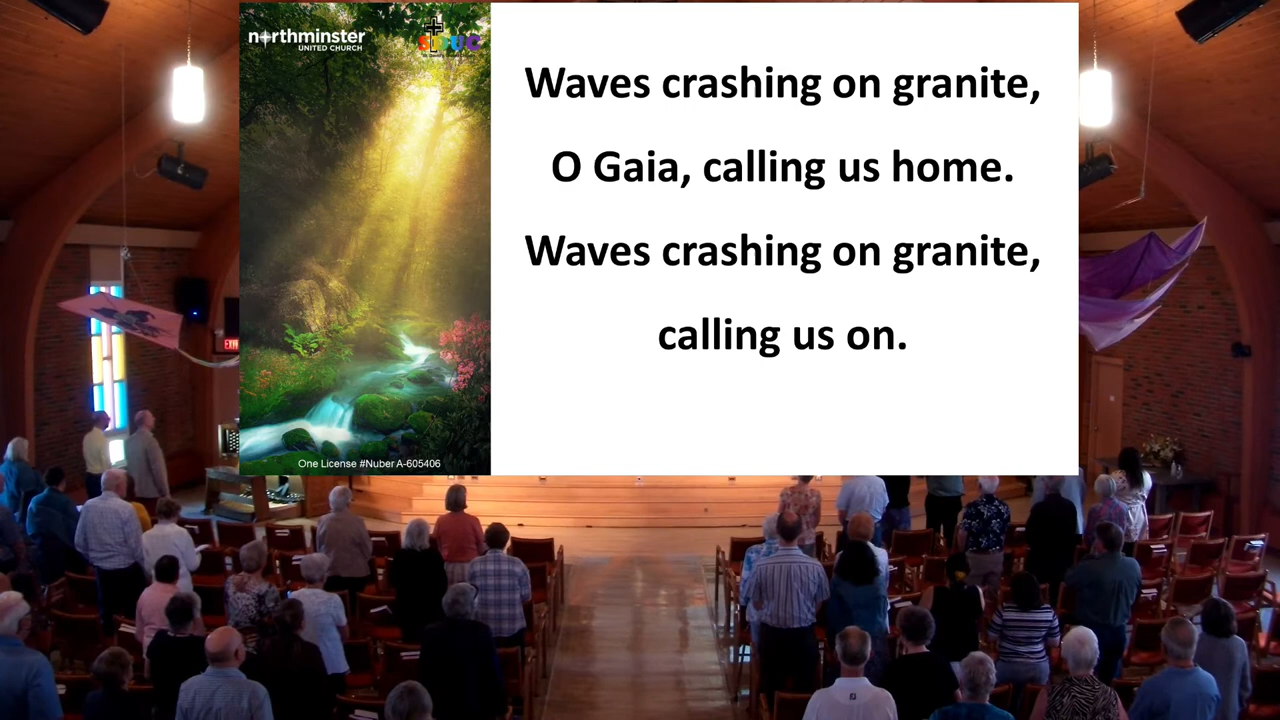 northminster
UNITED CHURCH
Waves crashing on granite,
O Gaia, calling us home.
Waves crashing on granite,
calling us on.
One License #Nuber A-605406